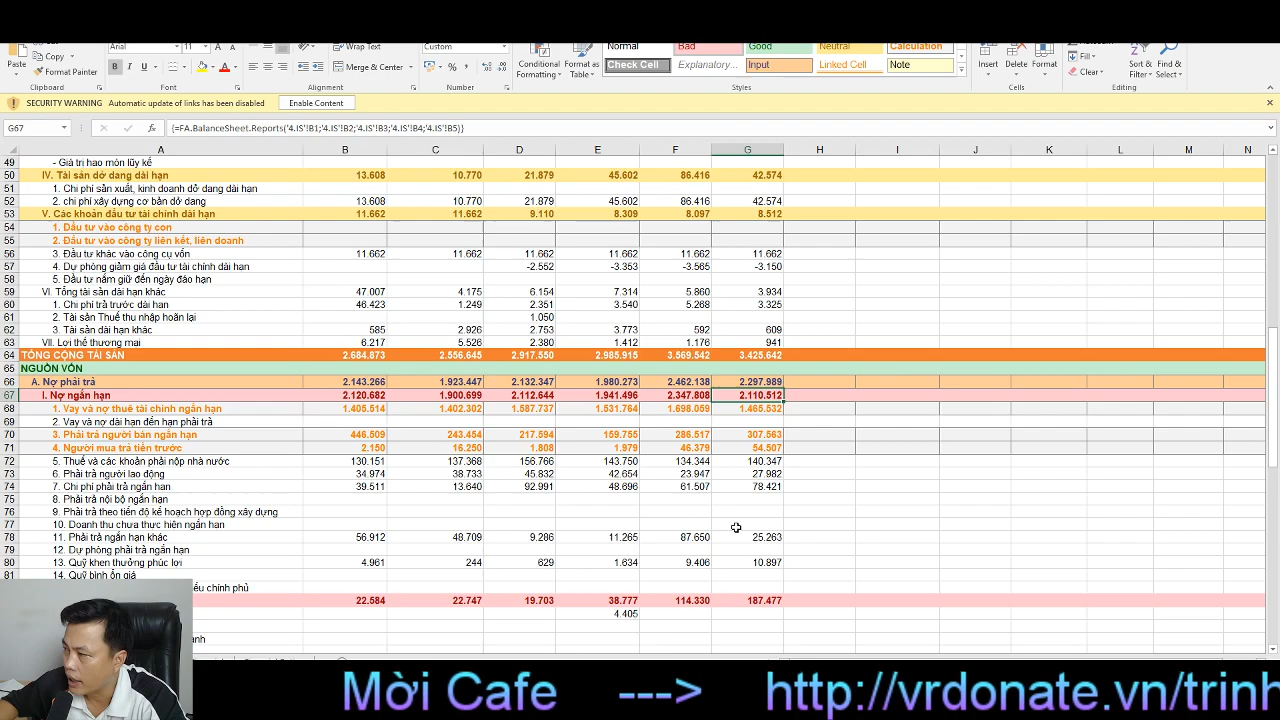 Arial 11 Wrap Text Custom Normal Bad Good Neutral Calculation
Paste Copy Format Painter B I U Merge & Center % Conditional Formatting Format as Table Check Cell Explanatory... Input Linked Cell Note Insert Delete Format Fill Clear Sort & Filter Find & Select
Clipboard Font Alignment Number Styles Cells Editing
SECURITY WARNING Automatic update of links has been disabled Enable Content
G67 fx {=FA.BalanceSheet.Reports('4.IS'!B1;'4.IS'!B2;'4.IS'!B3;'4.IS'!B4;'4.IS'!B5)}
A B C D E F G H I J K L M N
49 - Giá trị hao mòn lũy kế
50 IV. Tài sản dở dang dài hạn 13.608 10.770 21.879 45.602 86.416 42.574
51 1. Chi phí sản xuất, kinh doanh dở dang dài hạn
52 2. chi phí xây dựng cơ bản dở dang 13.608 10.770 21.879 45.602 86.416 42.574
53 V. Các khoản đầu tư tài chính dài hạn 11.662 11.662 9.110 8.309 8.097 8.512
54 1. Đầu tư vào công ty con
55 2. Đầu tư vào công ty liên kết, liên doanh
56 3. Đầu tư khác vào công cụ vốn 11.662 11.662 11.662 11.662 11.662 11.662
57 4. Dự phòng giảm giá đầu tư tài chính dài hạn -2.552 -3.353 -3.565 -3.150
58 5. Đầu tư nắm giữ đến ngày đáo hạn
59 VI. Tổng tài sản dài hạn khác 47.007 4.175 6.154 7.314 5.860 3.934
60 1. Chi phí trả trước dài hạn 46.423 1.249 2.351 3.540 5.268 3.325
61 2. Tài sản Thuế thu nhập hoãn lại 1.050
62 3. Tài sản dài hạn khác 585 2.926 2.753 3.773 592 609
63 VII. Lợi thế thương mại 6.217 5.526 2.380 1.412 1.176 941
64 TỔNG CỘNG TÀI SẢN 2.684.873 2.556.645 2.917.550 2.985.915 3.569.542 3.425.642
65 NGUỒN VỐN
66 A. Nợ phải trả 2.143.266 1.923.447 2.132.347 1.980.273 2.462.138 2.297.989
67 I. Nợ ngắn hạn 2.120.682 1.900.699 2.112.644 1.941.496 2.347.808 2.110.512
68 1. Vay và nợ thuê tài chính ngắn hạn 1.405.514 1.402.302 1.587.737 1.531.764 1.698.059 1.465.532
69 2. Vay và nợ dài hạn đến hạn phải trả
70 3. Phải trả người bán ngắn hạn 446.509 243.454 217.594 159.755 286.517 307.563
71 4. Người mua trả tiền trước 2.150 16.250 1.808 1.979 46.379 54.507
72 5. Thuế và các khoản phải nộp nhà nước 130.151 137.368 156.766 143.750 134.344 140.347
73 6. Phải trả người lao động 34.974 38.733 45.832 42.654 23.947 27.982
74 7. Chi phí phải trả ngắn hạn 39.511 13.640 92.991 48.696 61.507 78.421
75 8. Phải trả nội bộ ngắn hạn
76 9. Phải trả theo tiến độ kế hoạch hợp đồng xây dựng
77 10. Doanh thu chưa thực hiện ngắn hạn
78 11. Phải trả ngắn hạn khác 56.912 48.709 9.286 11.265 87.650 25.263
79 12. Dự phòng phải trả ngắn hạn
80 13. Quỹ khen thưởng phúc lợi 4.961 244 629 1.634 9.406 10.897
81 14. Quỹ bình ổn giá
iếu chính phủ
22.584 22.747 19.703 38.777 114.330 187.477
4.405
anh
Mời Cafe ---> http://vrdonate.vn/trinh